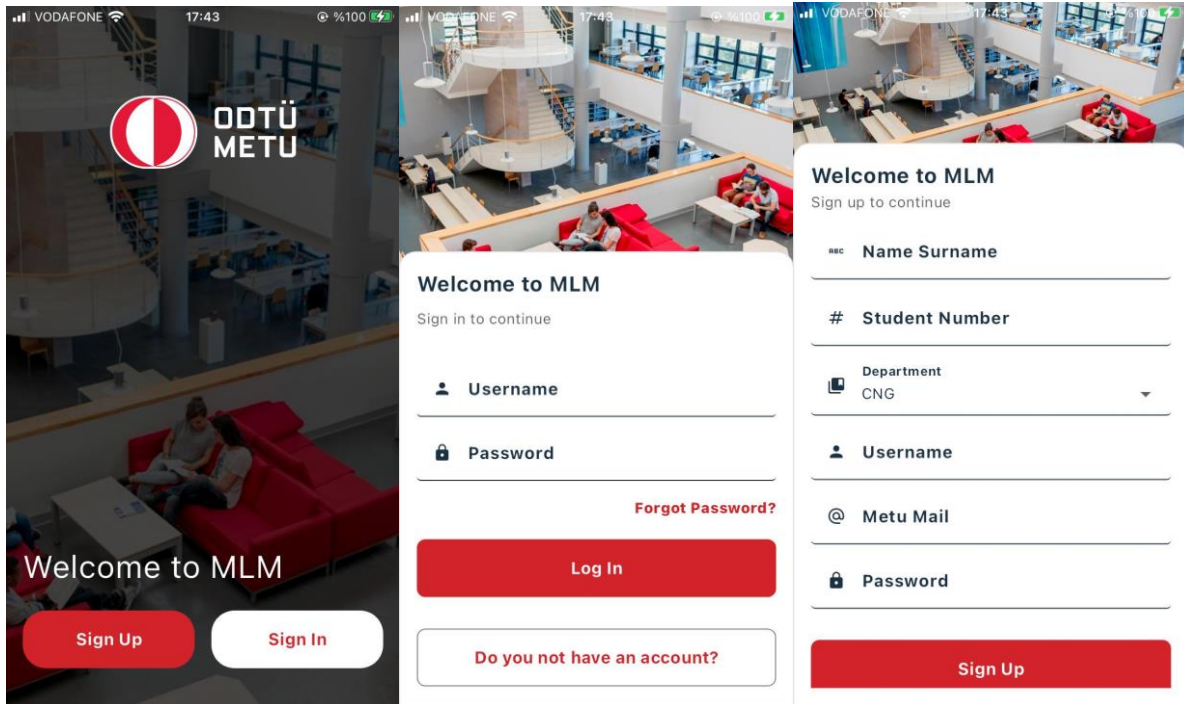 VODAFONE 17:43 %100
ODTÜ
METU
Welcome to MLM
Sign Up
Sign In
VODAFONE 17:43 %100
Welcome to MLM
Sign in to continue
Username
Password
Forgot Password?
Log In
Do you not have an account?
VODAFONE 17:43 %100
Welcome to MLM
Sign up to continue
ABC Name Surname
# Student Number
Department
CNG
Username
@ Metu Mail
Password
Sign Up